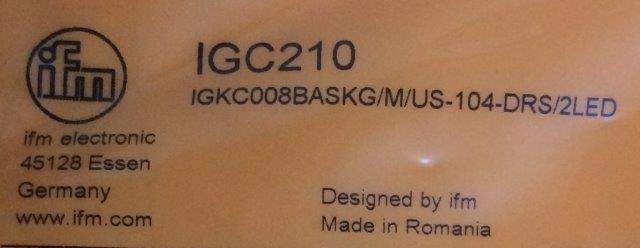 ifm
ifm electronic
45128 Essen
Germany
www.ifm.com
IGC210
IGKC008BASKG/M/US-104-DRS/2LED
Designed by ifm
Made in Romania